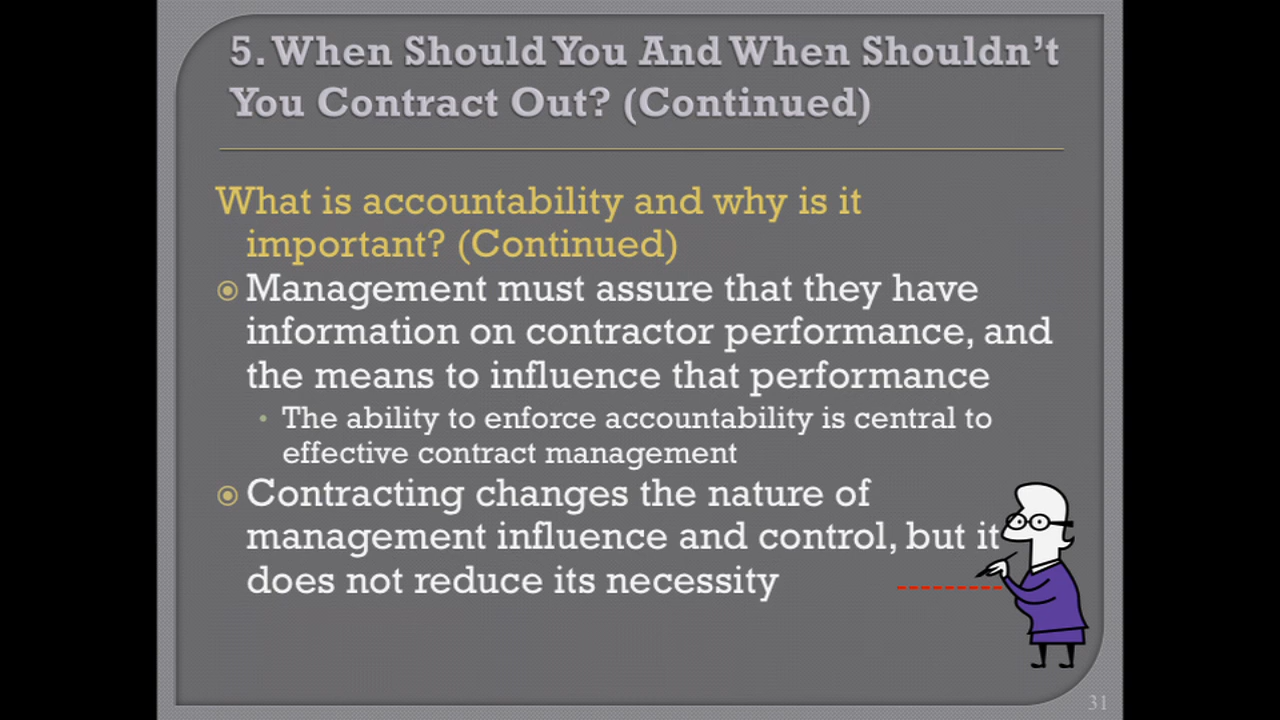 5. When Should You And When Shouldn’t
You Contract Out? (Continued)
What is accountability and why is it
important? (Continued)
Management must assure that they have
information on contractor performance, and
the means to influence that performance
The ability to enforce accountability is central to
effective contract management
Contracting changes the nature of
management influence and control, but it
does not reduce its necessity
31